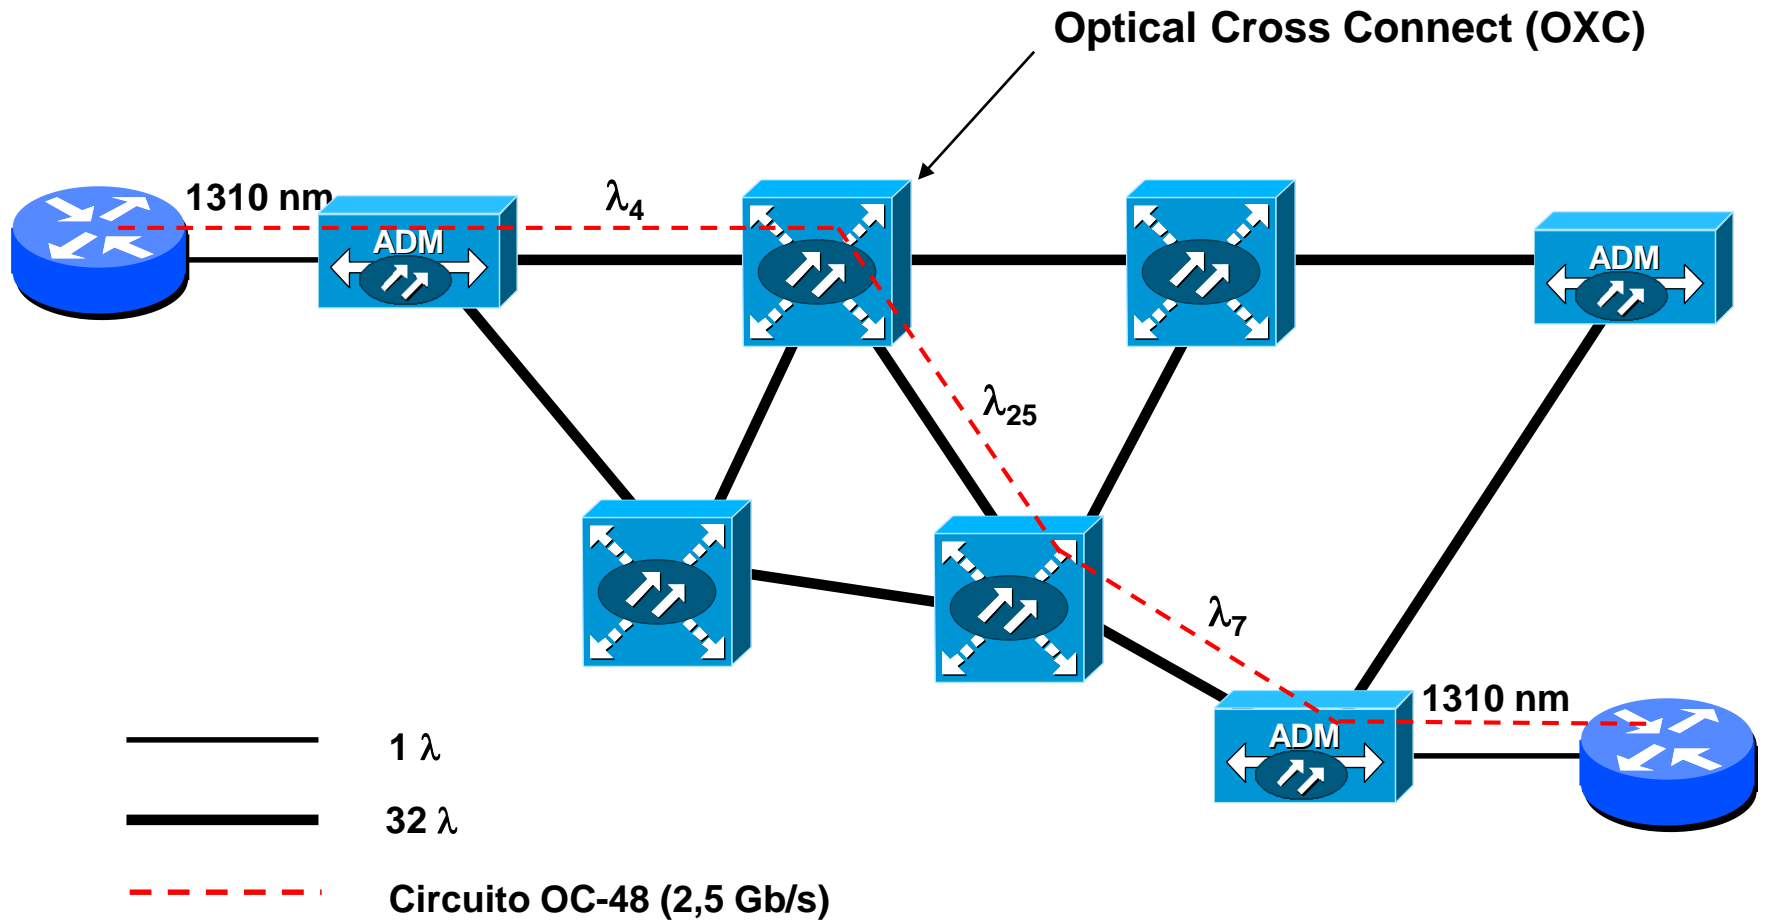 Optical Cross Connect (OXC)
1310 nm
λ4
ADM
ADM
λ25
λ7
1310 nm
ADM
1 λ
32 λ
Circuito OC-48 (2,5 Gb/s)